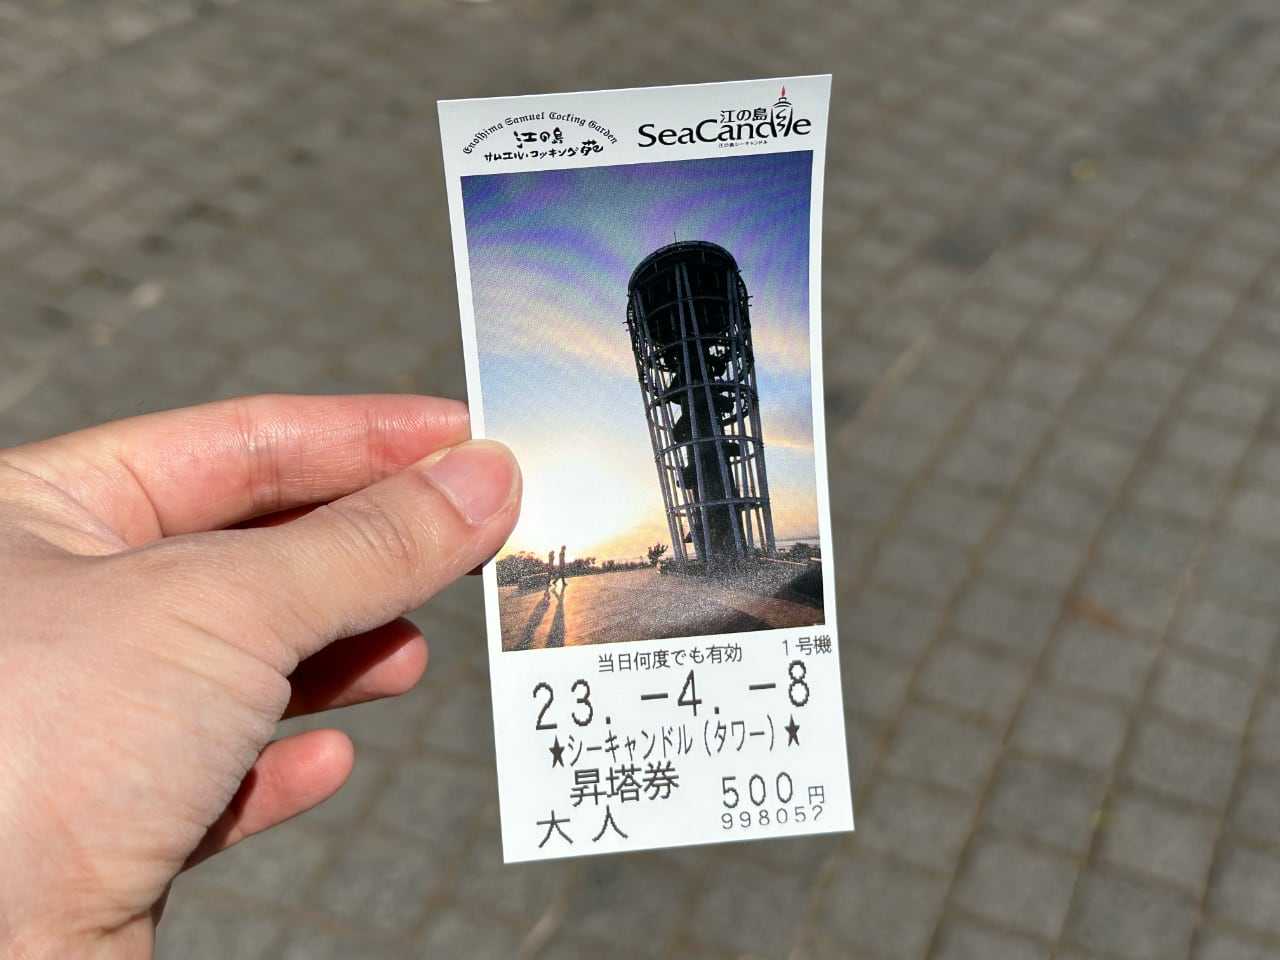 Enoshima Samuel Cocking Garden
江の島
サムエル・コッキング苑
江の島
SeaCandle
江の島シーキャンドル
当日何度でも有効 1号機
23.-4.-8
★シーキャンドル(タワー)★
昇塔券 500円
大人 998052